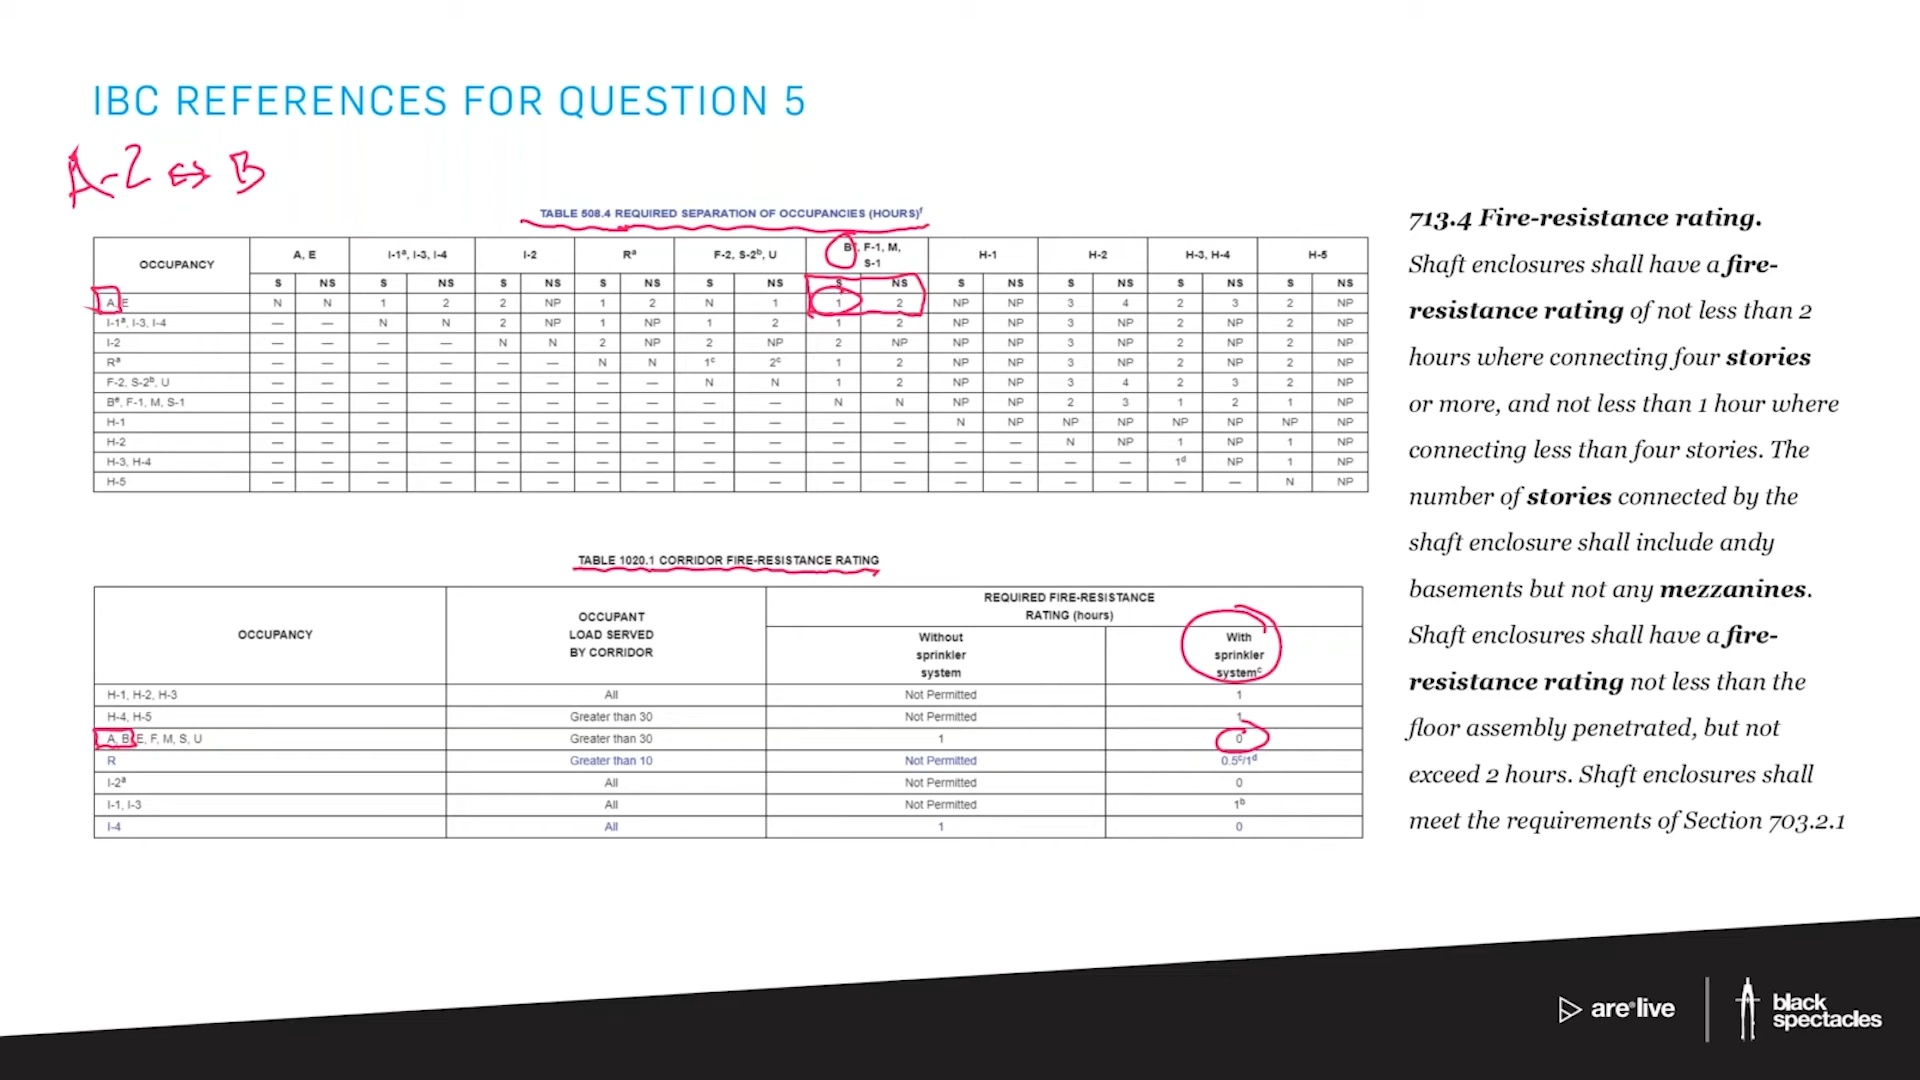 IBC REFERENCES FOR QUESTION 5
A-2 ⇔ B
TABLE 508.4 REQUIRED SEPARATION OF OCCUPANCIES (HOURS)f
OCCUPANCY A, E I-1a, I-3, I-4 I-2 Ra F-2, S-2b, U Be, F-1, M, S-1 H-1 H-2 H-3, H-4 H-5
S NS S NS S NS S NS S NS S NS S NS S NS S NS S NS
A, E N N 1 2 2 NP 1 2 N 1 1 2 NP NP 3 4 2 3 2 NP
I-1a, I-3, I-4 — — N N 2 NP 1 NP 1 2 1 2 NP NP 3 NP 2 NP 2 NP
I-2 — — — — N N 2 NP 2 NP 2 NP NP NP 3 NP 2 NP 2 NP
Ra — — — — — — N N 1c 2c 1 2 NP NP 3 NP 2 NP 2 NP
F-2, S-2b, U — — — — — — — — N N 1 2 NP NP 3 4 2 3 2 NP
Be, F-1, M, S-1 — — — — — — — — — — N N NP NP 2 3 1 2 1 NP
H-1 — — — — — — — — — — — — N NP NP NP NP NP NP NP
H-2 — — — — — — — — — — — — — — N NP 1 NP 1 NP
H-3, H-4 — — — — — — — — — — — — — — — — 1d NP 1 NP
H-5 — — — — — — — — — — — — — — — — — — N NP
TABLE 1020.1 CORRIDOR FIRE-RESISTANCE RATING
OCCUPANCY
OCCUPANT
LOAD SERVED
BY CORRIDOR
REQUIRED FIRE-RESISTANCE
RATING (hours)
Without
sprinkler
system
With
sprinkler
systemc
H-1, H-2, H-3 All Not Permitted 1
H-4, H-5 Greater than 30 Not Permitted 1
A, B, E, F, M, S, U Greater than 30 1 0
R Greater than 10 Not Permitted 0.5c/1d
I-2a All Not Permitted 0
I-1, I-3 All Not Permitted 1b
I-4 All 1 0
713.4 Fire-resistance rating.
Shaft enclosures shall have a fire-
resistance rating of not less than 2
hours where connecting four stories
or more, and not less than 1 hour where
connecting less than four stories. The
number of stories connected by the
shaft enclosure shall include andy
basements but not any mezzanines.
Shaft enclosures shall have a fire-
resistance rating not less than the
floor assembly penetrated, but not
exceed 2 hours. Shaft enclosures shall
meet the requirements of Section 703.2.1
are live
black
spectacles